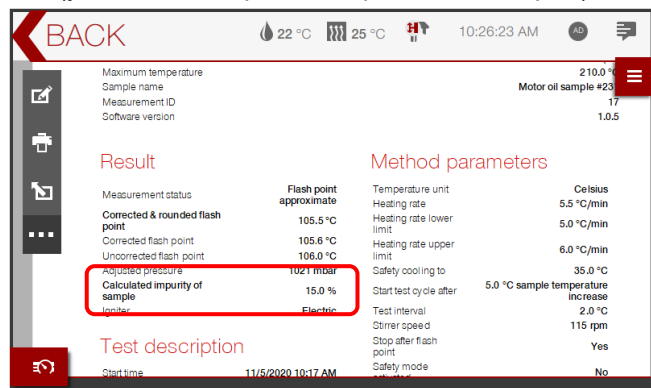 BACK
22 °C
25 °C
10:26:23 AM
AD
Maximum temperature 210.0 °C
Sample name Motor oil sample #23
Measurement ID 17
Software version 1.0.5
Result
Measurement status Flash point
approximate
Corrected & rounded flash
point 105.5 °C
Corrected flash point 105.6 °C
Uncorrected flash point 106.0 °C
Adjusted pressure 1021 mbar
Calculated impurity of
sample 15.0 %
Igniter Electric
Test description
Start time 11/5/2020 10:17 AM
Method parameters
Temperature unit Celsius
Heating rate 5.5 °C/min
Heating rate lower
limit 5.0 °C/min
Heating rate upper
limit 6.0 °C/min
Safety cooling to 35.0 °C
Start test cycle after 5.0 °C sample temperature
increase
Test interval 2.0 °C
Stirrer speed 115 rpm
Stop after flash
point Yes
Safety mode
No